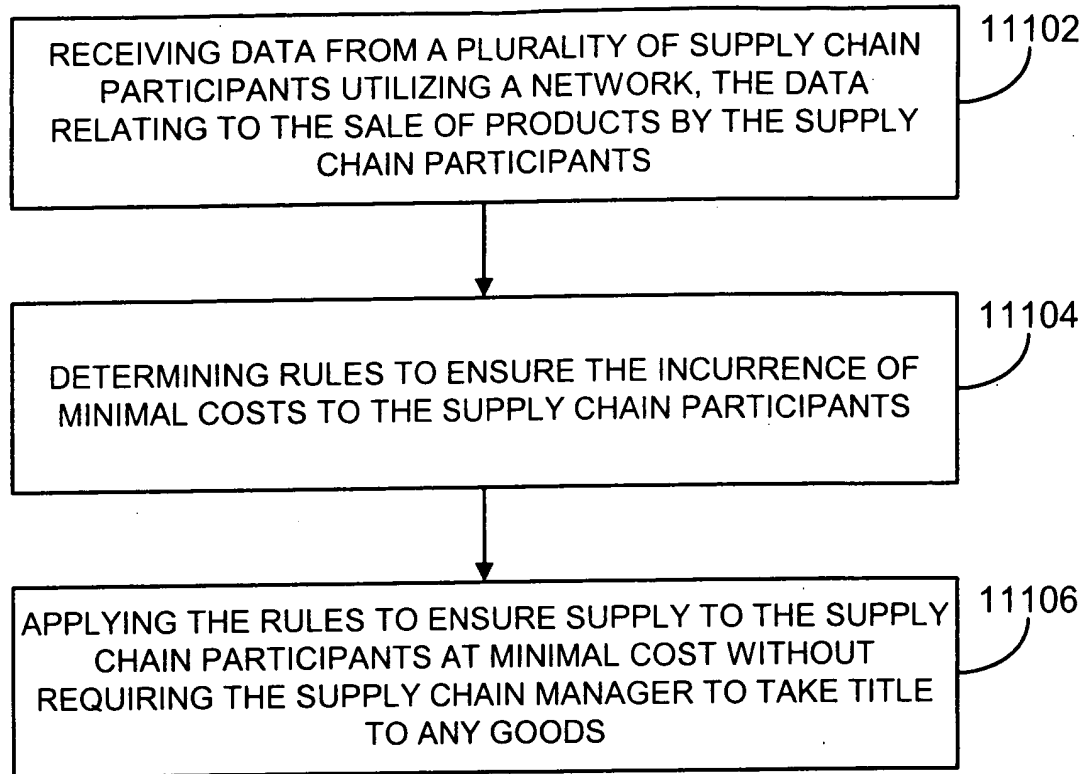 RECEIVING DATA FROM A PLURALITY OF SUPPLY CHAIN
PARTICIPANTS UTILIZING A NETWORK, THE DATA
RELATING TO THE SALE OF PRODUCTS BY THE SUPPLY
CHAIN PARTICIPANTS
11102
DETERMINING RULES TO ENSURE THE INCURRENCE OF
MINIMAL COSTS TO THE SUPPLY CHAIN PARTICIPANTS
11104
APPLYING THE RULES TO ENSURE SUPPLY TO THE SUPPLY
CHAIN PARTICIPANTS AT MINIMAL COST WITHOUT
REQUIRING THE SUPPLY CHAIN MANAGER TO TAKE TITLE
TO ANY GOODS
11106